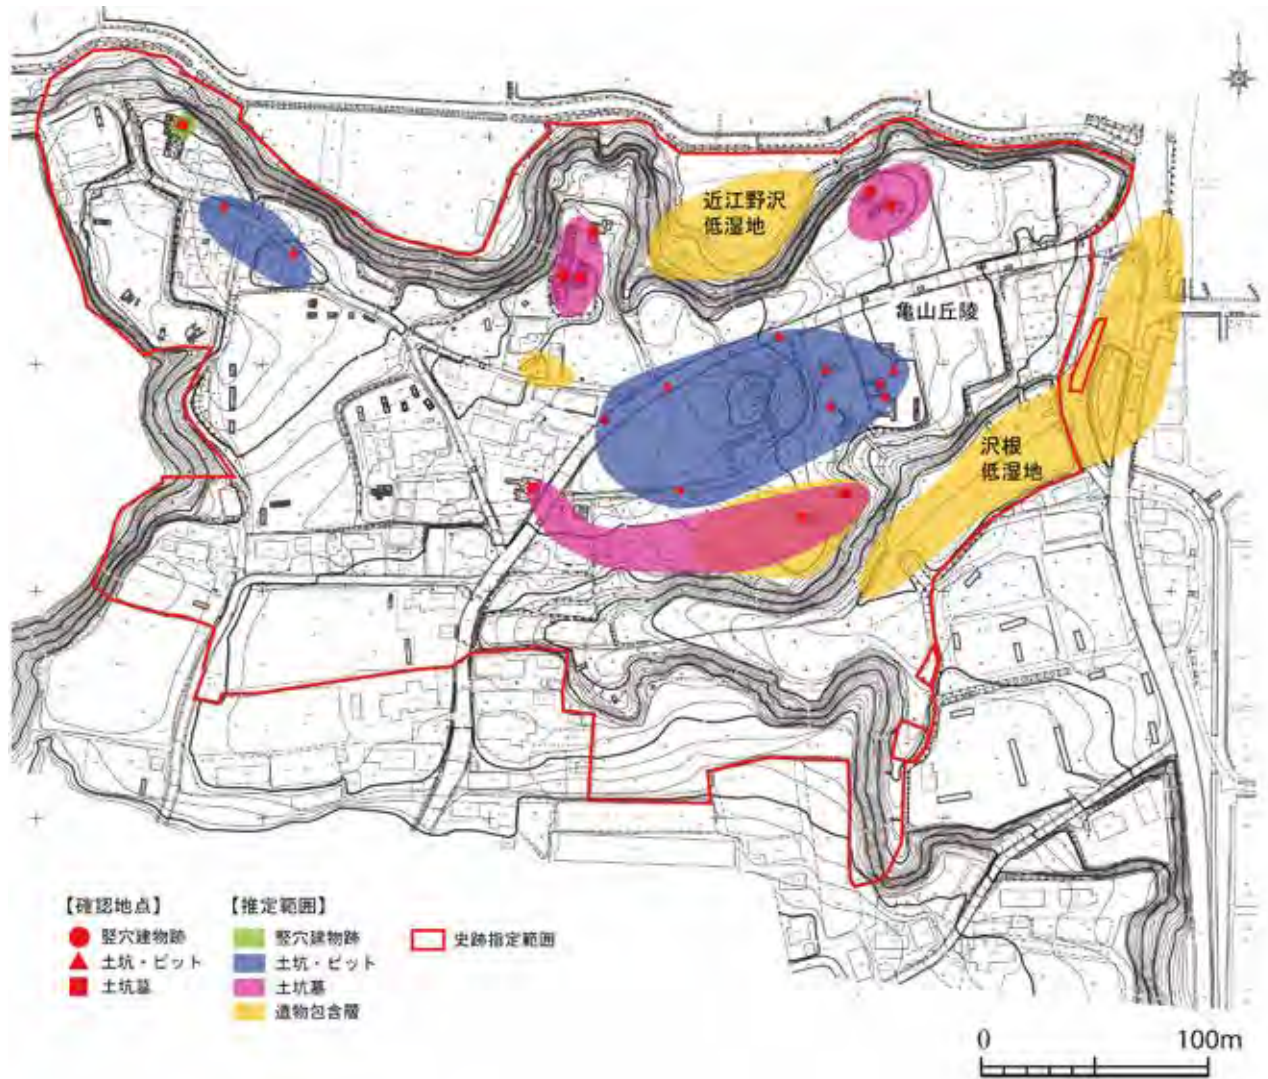 近江野沢
低湿地
亀山丘陵
沢根
低湿地
【確認地点】
竪穴建物跡
土坑・ピット
土坑墓
【推定範囲】
竪穴建物跡
土坑・ピット
土坑墓
遺物包含層
史跡指定範囲
0 100m